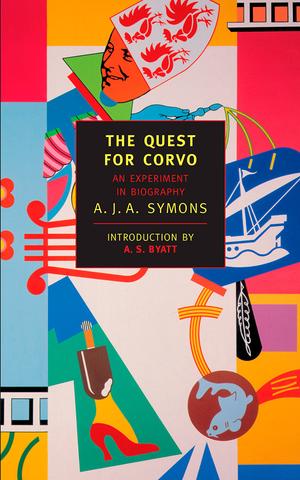 THE QUEST
FOR CORVO
AN EXPERIMENT
IN BIOGRAPHY
A. J. A. SYMONS
INTRODUCTION BY
A. S. BYATT